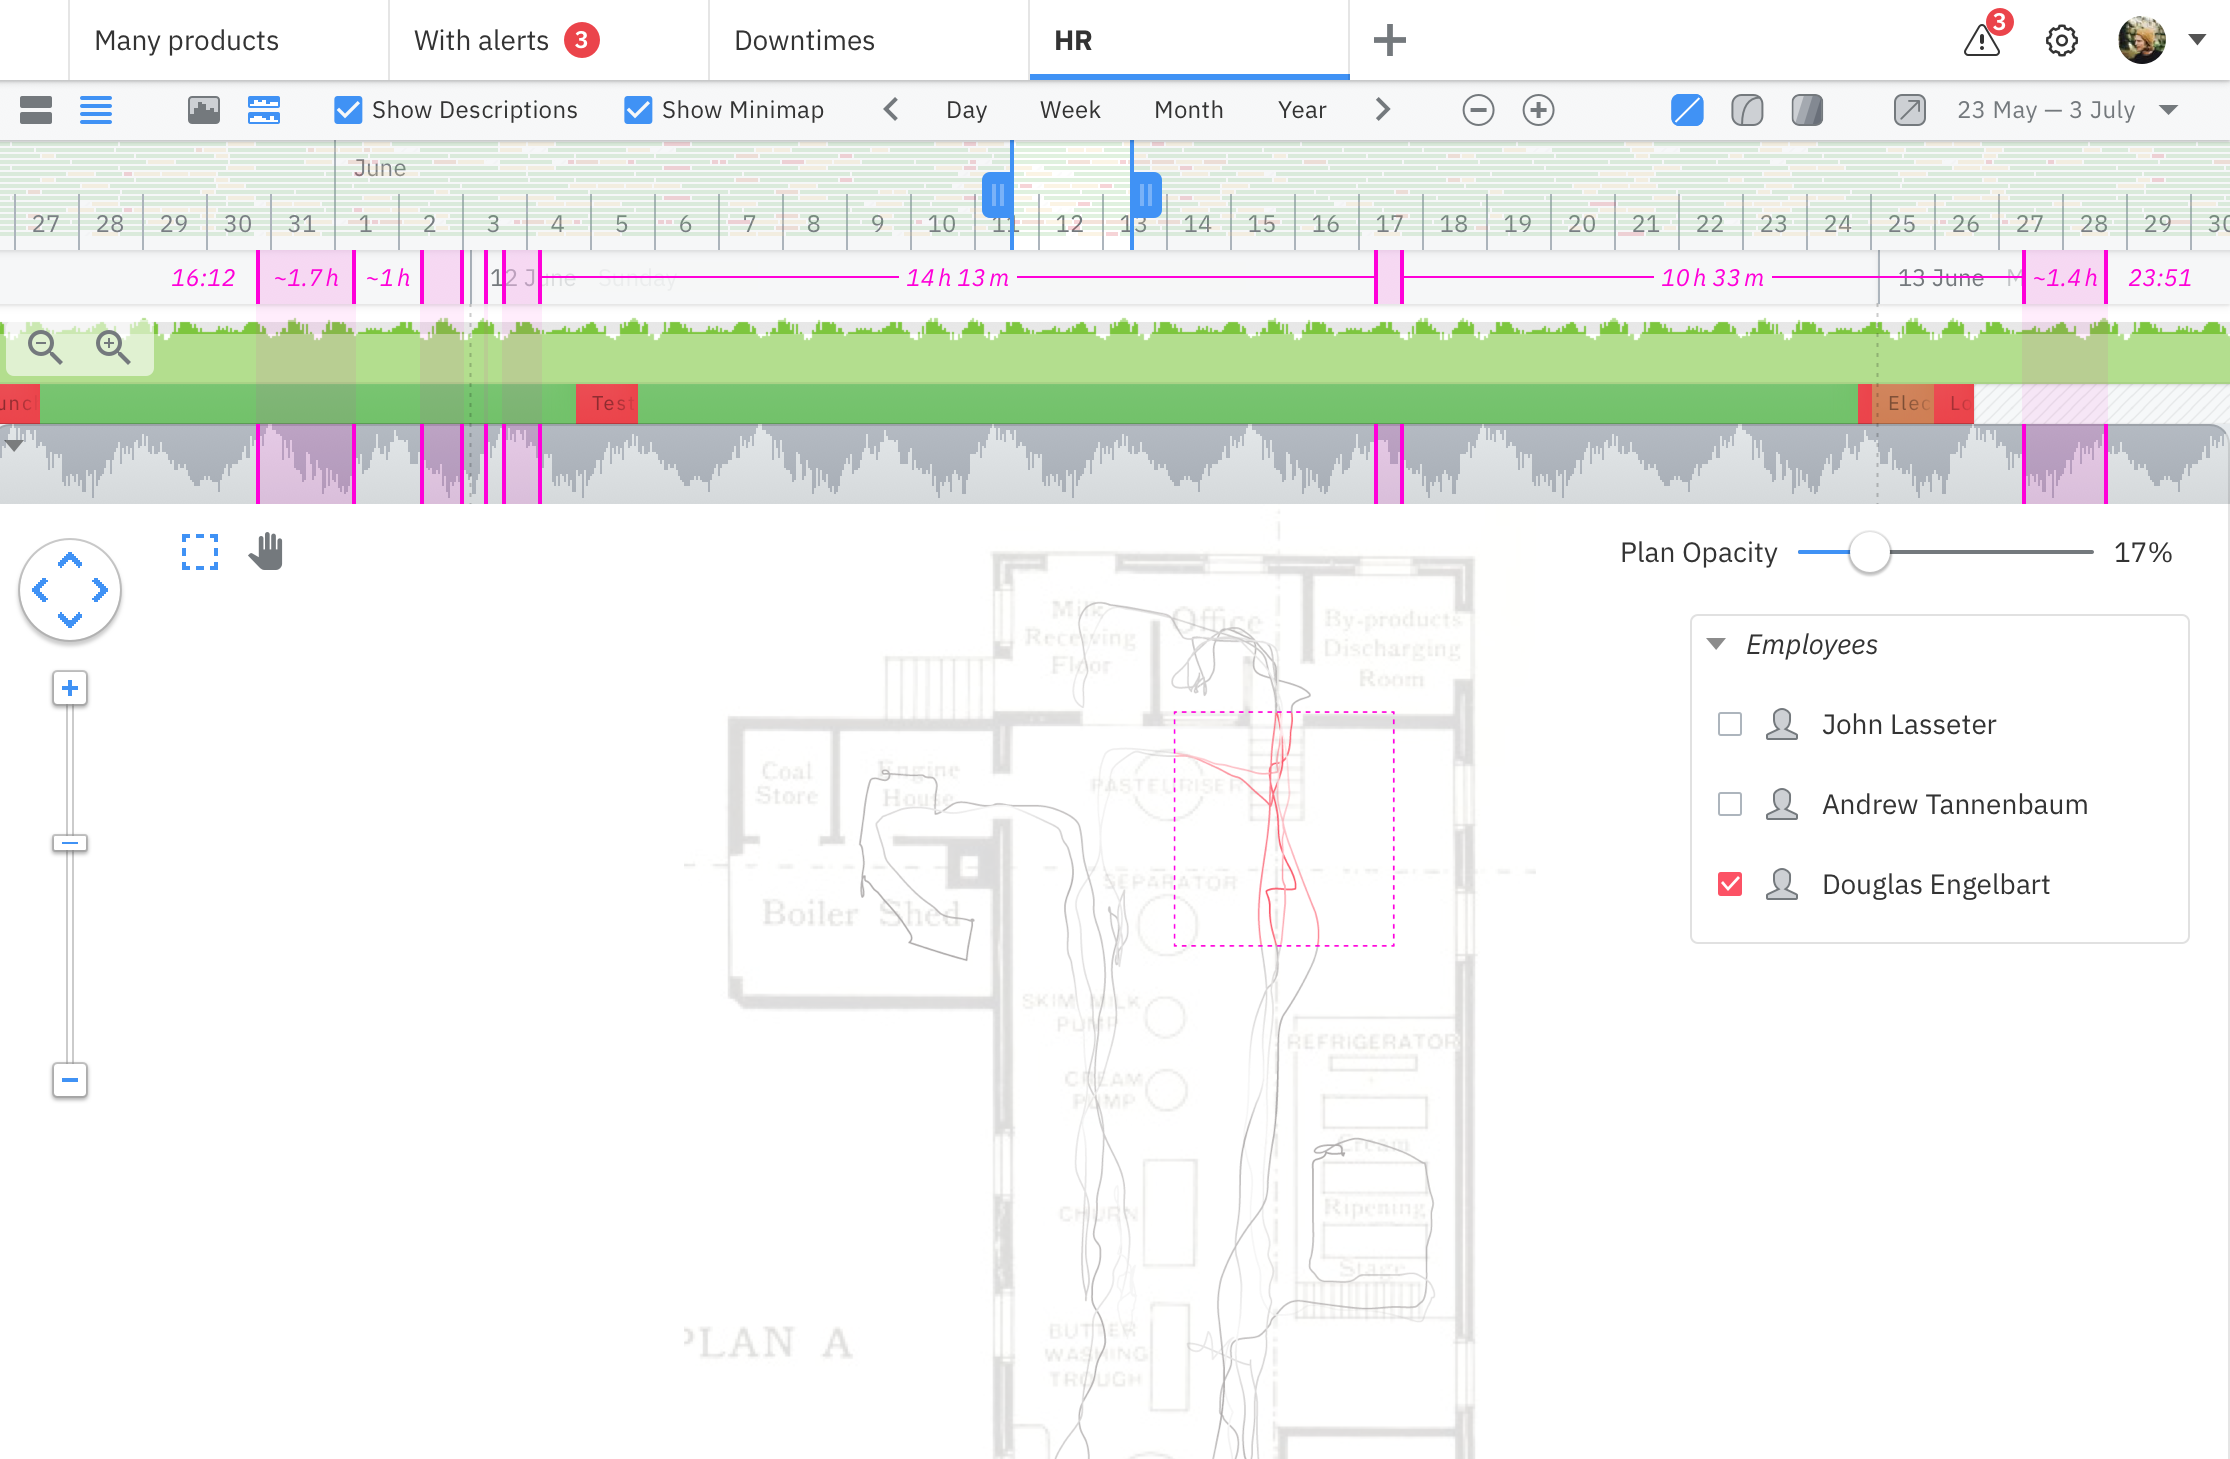 Many products
With alerts 3
Downtimes
HR
3
Show Descriptions
Show Minimap
Day
Week
Month
Year
23 May — 3 July
June
27 28 29 30 31 1 2 3 4 5 6 7 8 9 10 11 12 13 14 15 16 17 18 19 20 21 22 23 24 25 26 27 28 29 30
16:12 ~1.7 h ~1 h 12 June Sunday 14 h 13 m 10 h 33 m 13 June M ~1.4 h 23:51
Test
Elec
Lo
Plan Opacity 17%
Employees
John Lasseter
Andrew Tannenbaum
Douglas Engelbart
Milk
Receiving
Floor
Office
By-products
Discharging
Room
Coal
Store
Engine
House
PASTEURISER
SEPARATOR
Boiler Shed
SKIM MILK
PUMP
REFRIGERATOR
CREAM
PUMP
Cream
Ripening
Stage
CHURN
BUTTER
WASHING
TROUGH
PLAN A